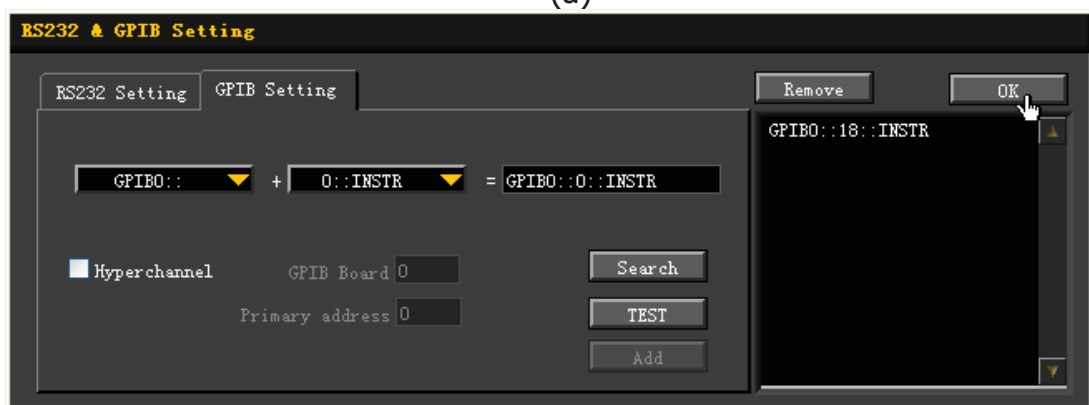 (d)
RS232 & GPIB Setting
RS232 Setting GPIB Setting Remove OK
GPIB0::18::INSTR
GPIB0:: + 0::INSTR = GPIB0::0::INSTR
Hyperchannel GPIB Board 0 Search
Primary address 0 TEST
Add